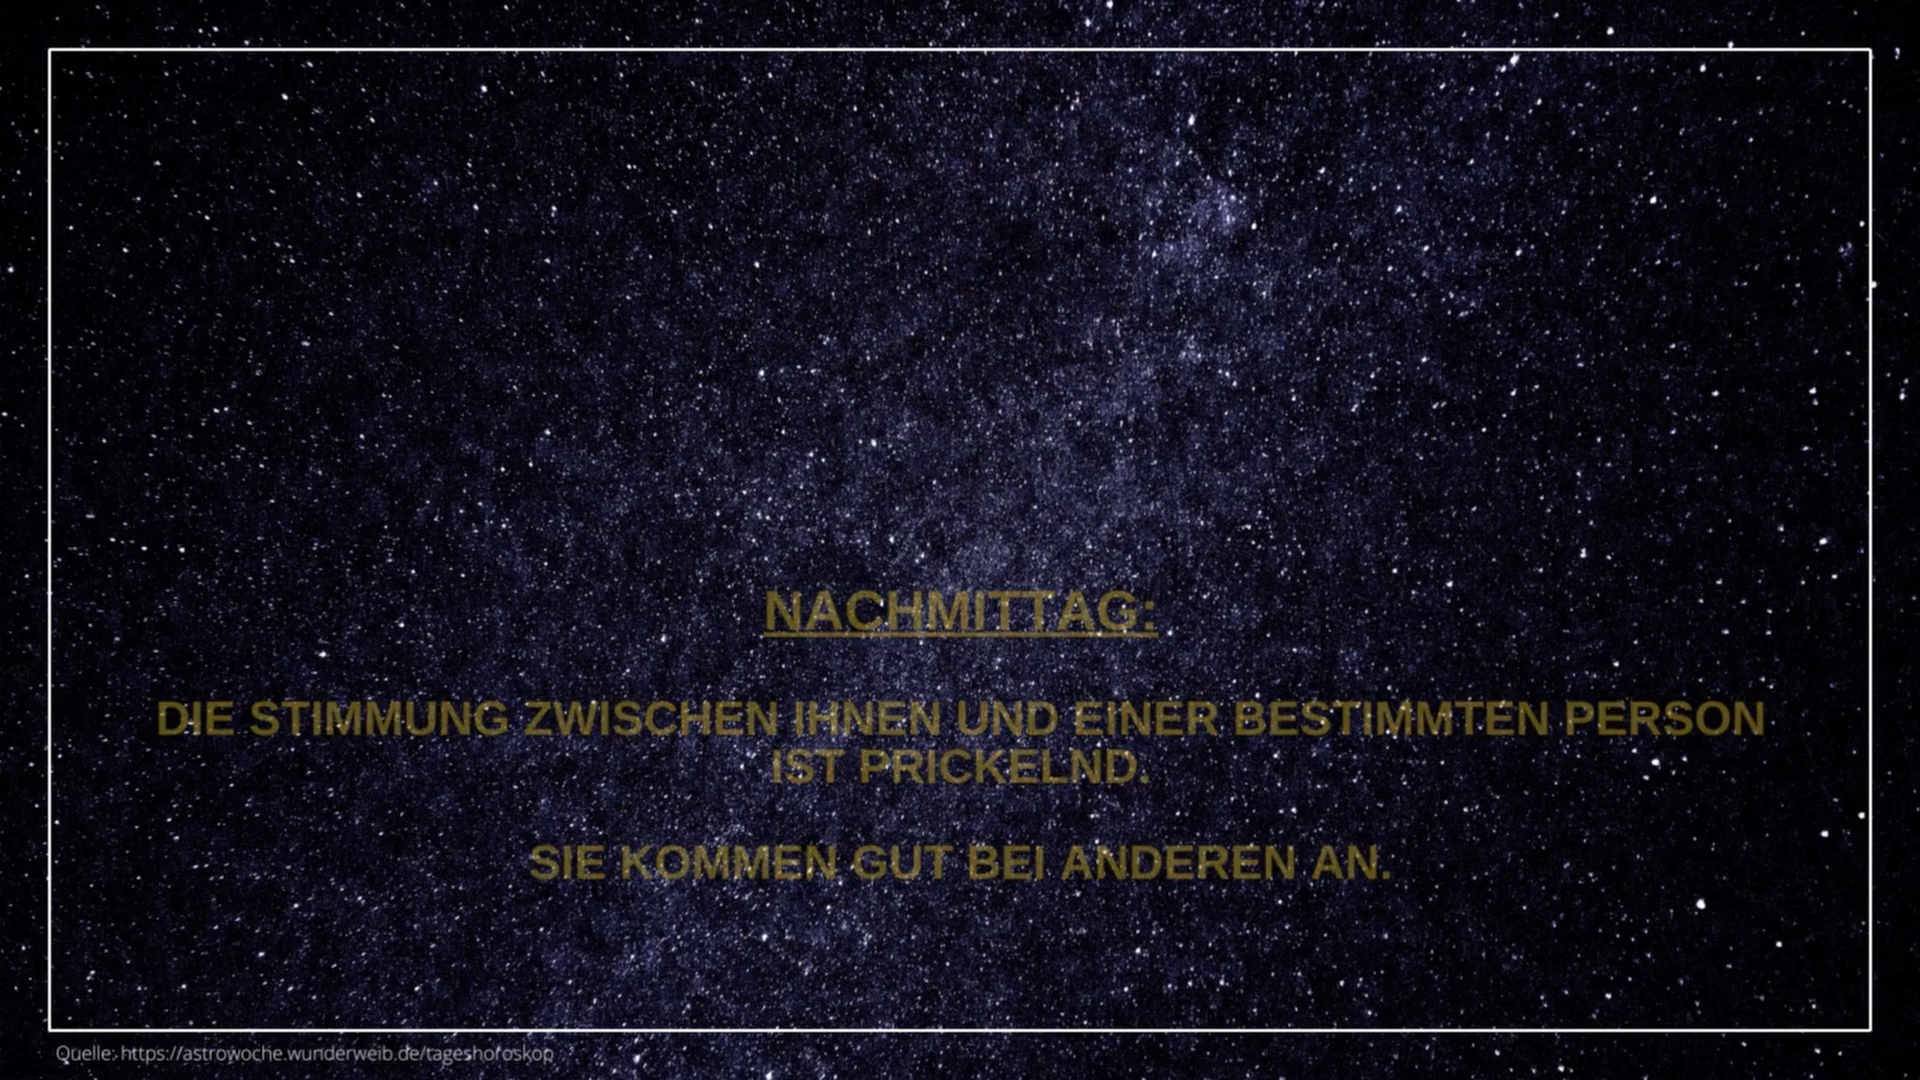 NACHMITTAG:
DIE STIMMUNG ZWISCHEN IHNEN UND EINER BESTIMMTEN PERSON
IST PRICKELND.
SIE KOMMEN GUT BEI ANDEREN AN.
Quelle: https://astrowoche.wunderweib.de/tageshoroskop